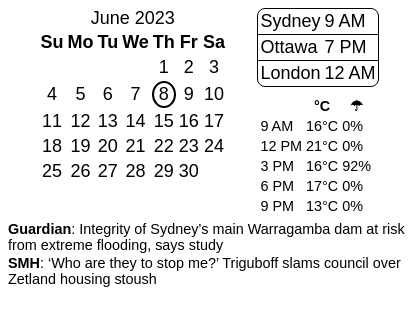 June 2023
Su Mo Tu We Th Fr Sa
1 2 3
4 5 6 7 8 9 10
11 12 13 14 15 16 17
18 19 20 21 22 23 24
25 26 27 28 29 30
Sydney 9 AM
Ottawa 7 PM
London 12 AM
°C ☂
9 AM 16°C 0%
12 PM 21°C 0%
3 PM 16°C 92%
6 PM 17°C 0%
9 PM 13°C 0%
Guardian: Integrity of Sydney’s main Warragamba dam at risk
from extreme flooding, says study
SMH: ‘Who are they to stop me?’ Triguboff slams council over
Zetland housing stoush